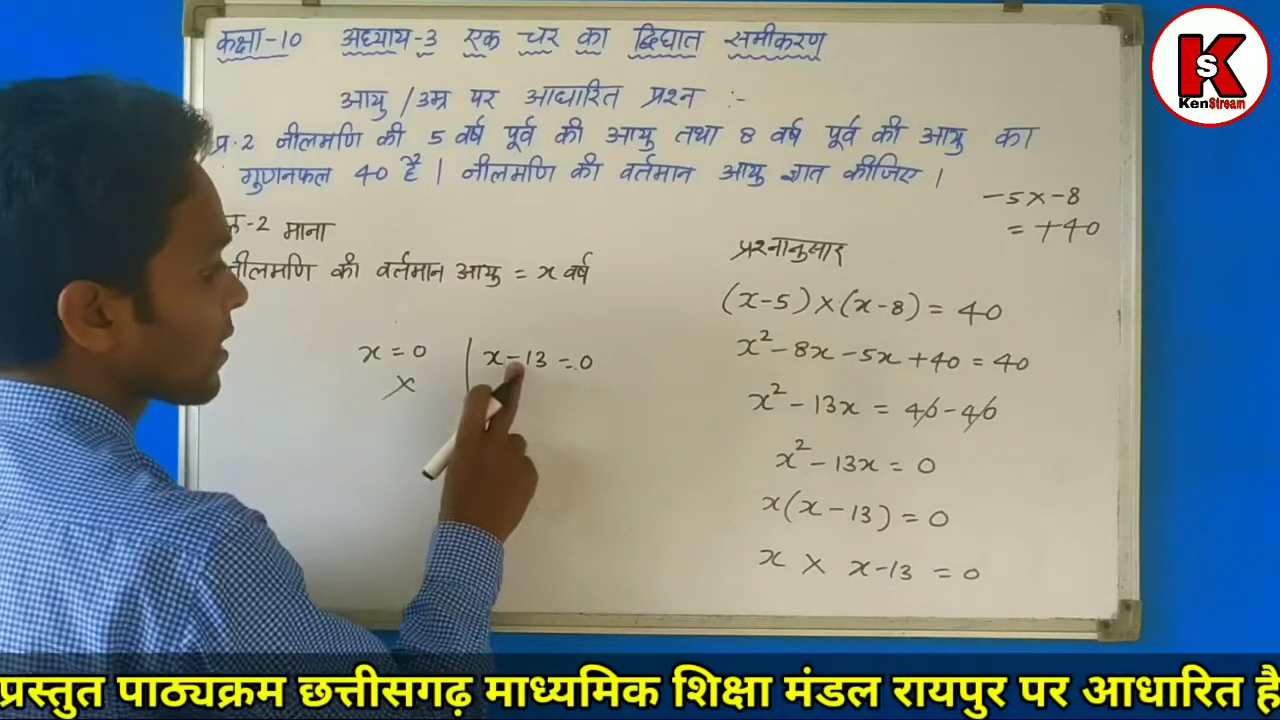 कक्षा-10 अध्याय-3 एक चर का द्विघात समीकरण
आयु/उम्र पर आधारित प्रश्न :-
प्र.2 नीलमणि की 5 वर्ष पूर्व की आयु तथा 8 वर्ष पूर्व की आयु का
गुणनफल 40 है। नीलमणि की वर्तमान आयु ज्ञात कीजिए।
-5x-8
= +40
-2 माना
नीलमणि की वर्तमान आयु = x वर्ष
x = 0
x-13 = 0
प्रश्नानुसार
(x-5)×(x-8) = 40
x² - 8x - 5x + 40 = 40
x² - 13x = 40 - 40
x² - 13x = 0
x(x - 13) = 0
x × x-13 = 0
KS
KenStream
प्रस्तुत पाठ्यक्रम छत्तीसगढ़ माध्यमिक शिक्षा मंडल रायपुर पर आधारित है